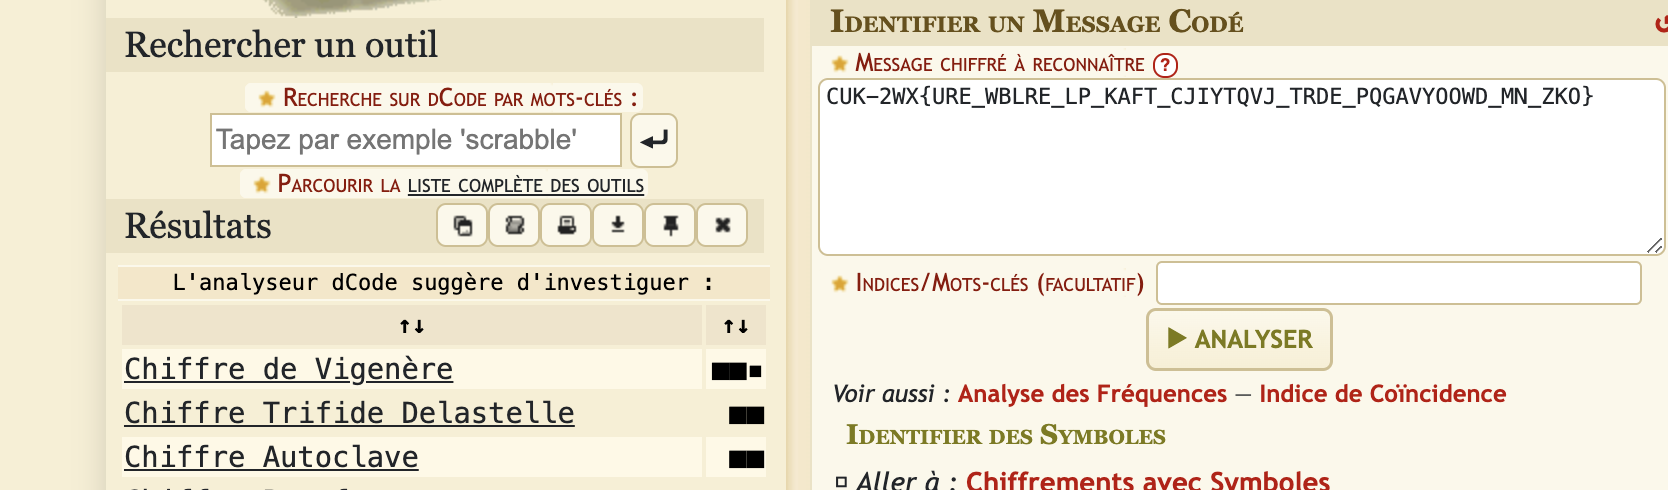 Rechercher un outil
Recherche sur dCode par mots-clés :
Tapez par exemple 'scrabble'
Parcourir la liste complète des outils
Résultats
L'analyseur dCode suggère d'investiguer :
↑↓ ↑↓
Chiffre de Vigenère
Chiffre Trifide Delastelle
Chiffre Autoclave
Identifier un Message Codé
Message chiffré à reconnaître ?
CUK–2WX{URE_WBLRE_LP_KAFT_CJIYTQVJ_TRDE_PQGAVYOOWD_MN_ZKO}
Indices/Mots-clés (facultatif)
▶ ANALYSER
Voir aussi : Analyse des Fréquences – Indice de Coïncidence
Identifier des Symboles
Aller à : Chiffrements avec Symboles